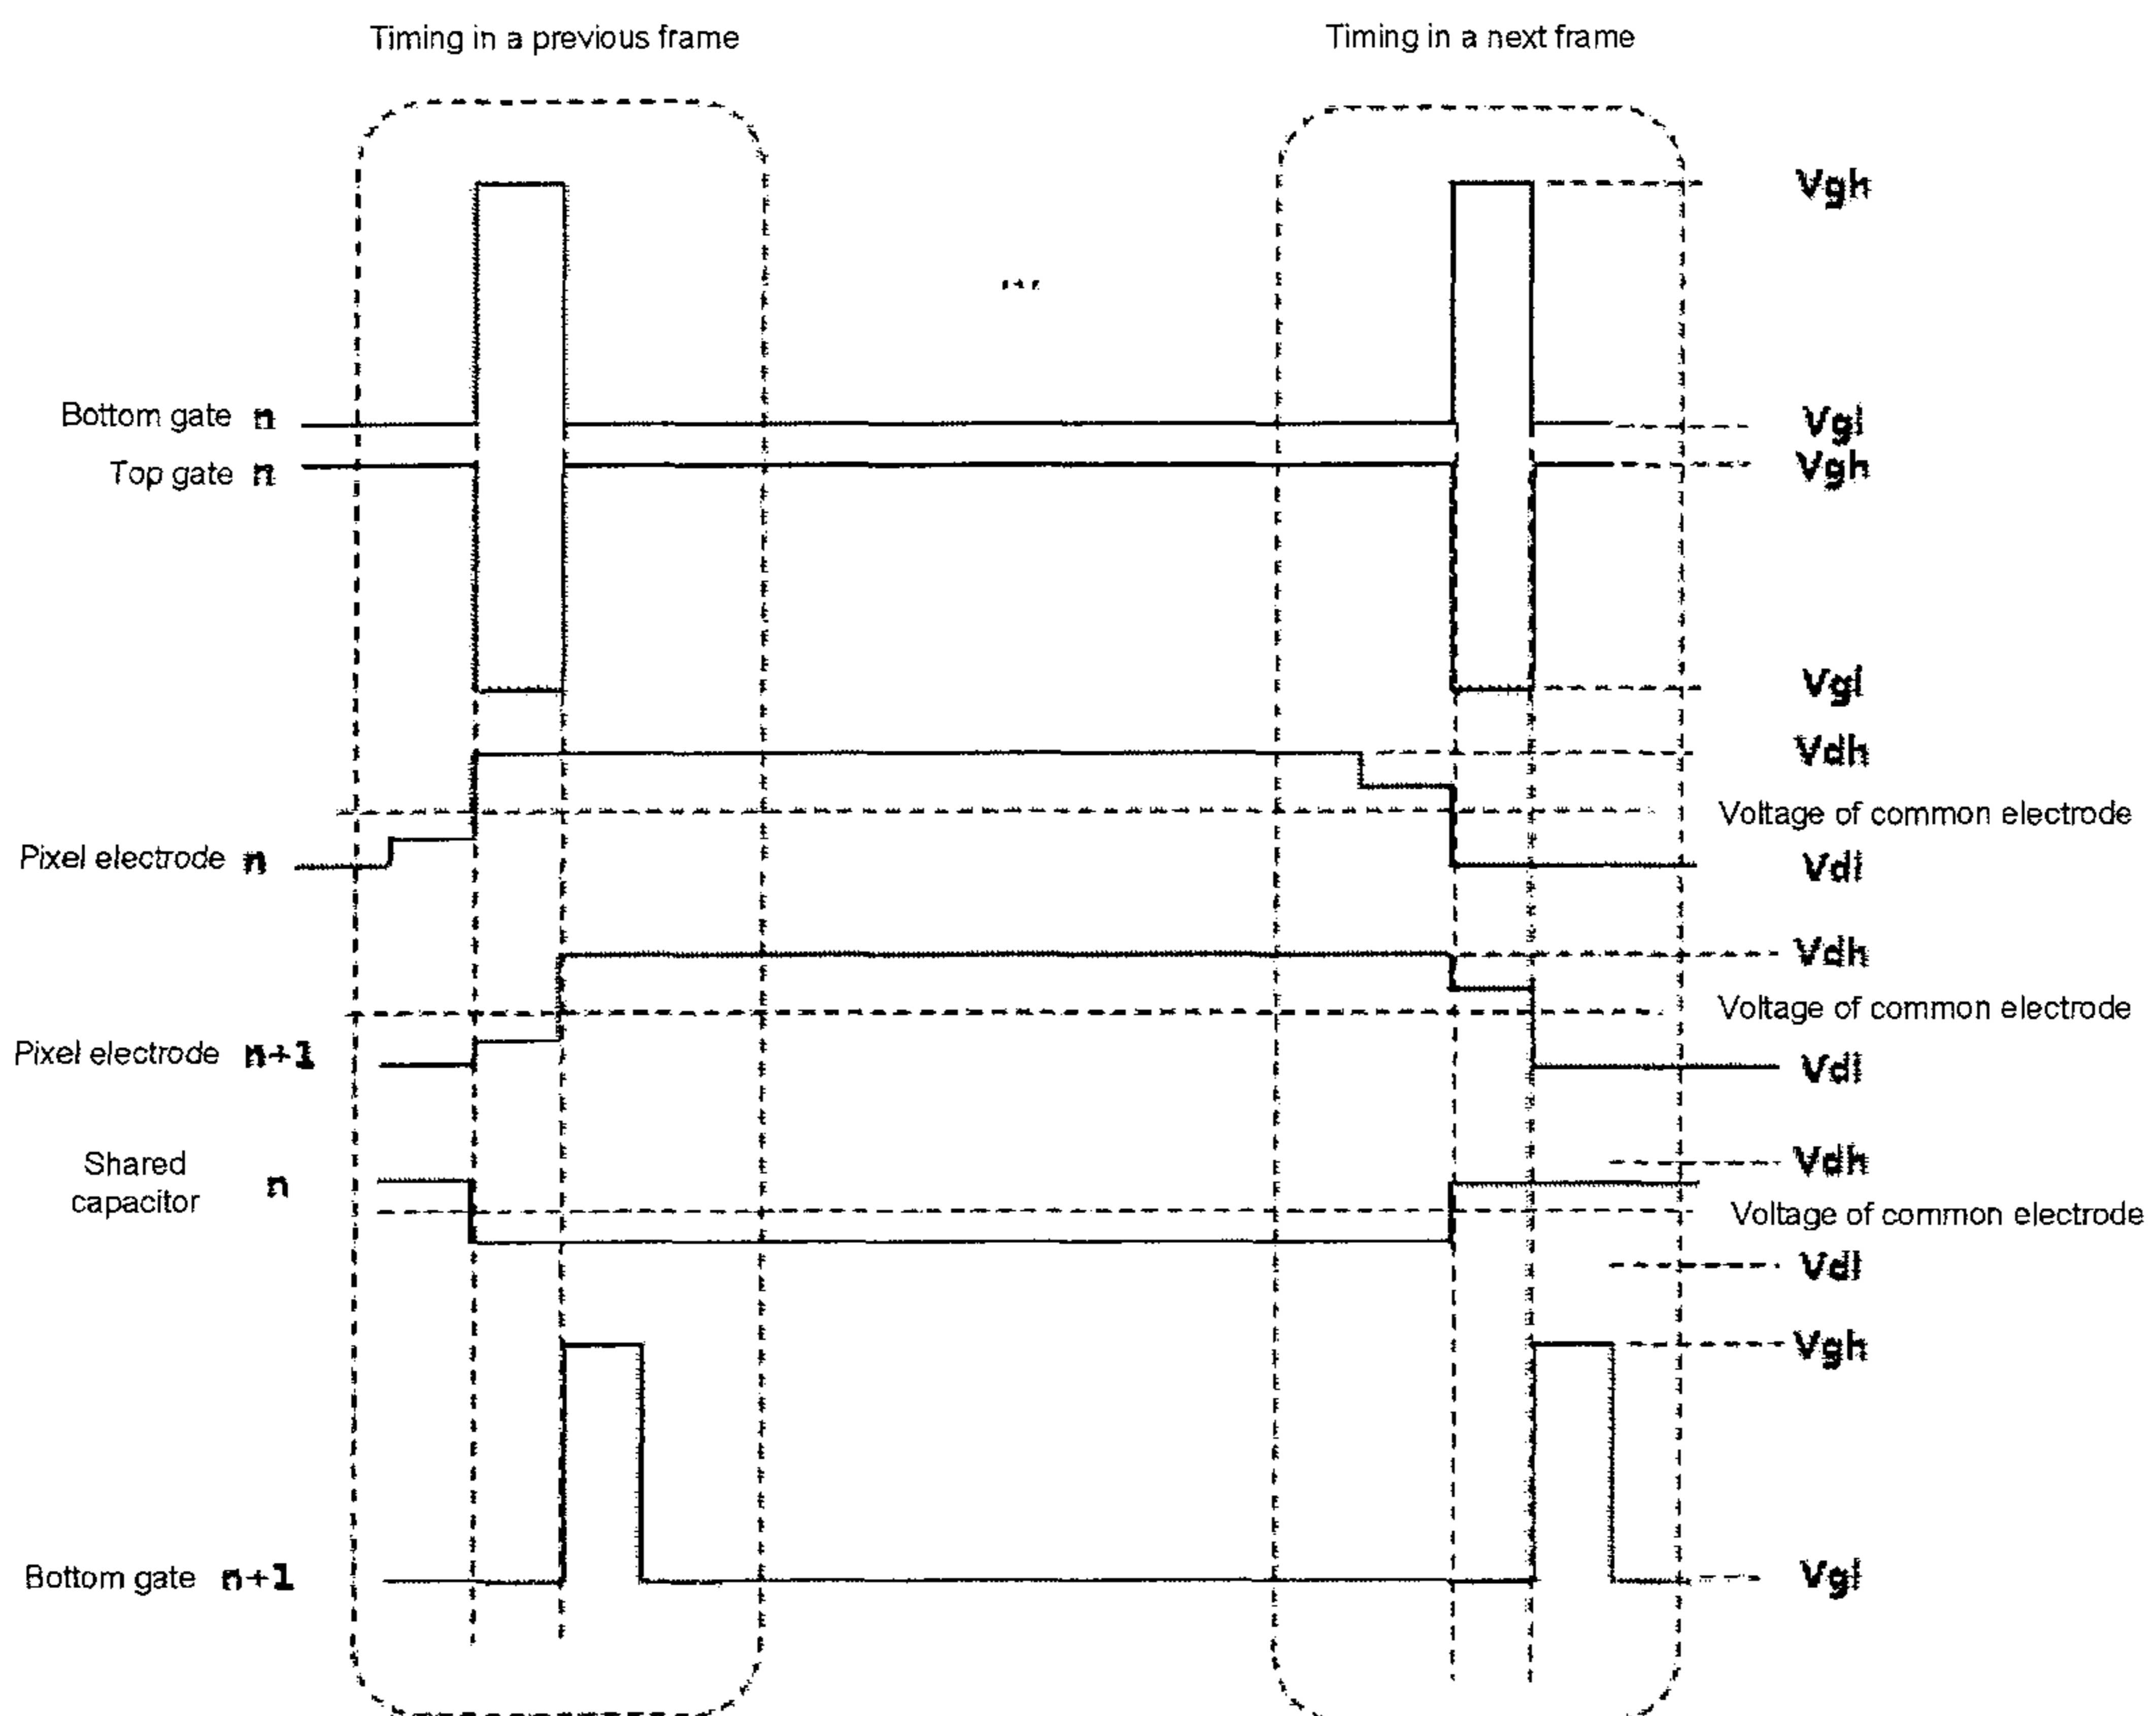 Timing in a previous frame
Timing in a next frame
Vgh
...
Bottom gate n
Vgl
Top gate n
Vgh
Vgl
Vdh
Voltage of common electrode
Pixel electrode n
Vdl
Vdh
Voltage of common electrode
Pixel electrode n+1
Vdl
Shared
capacitor n
Vdh
Voltage of common electrode
Vdl
Vgh
Bottom gate n+1
Vgl